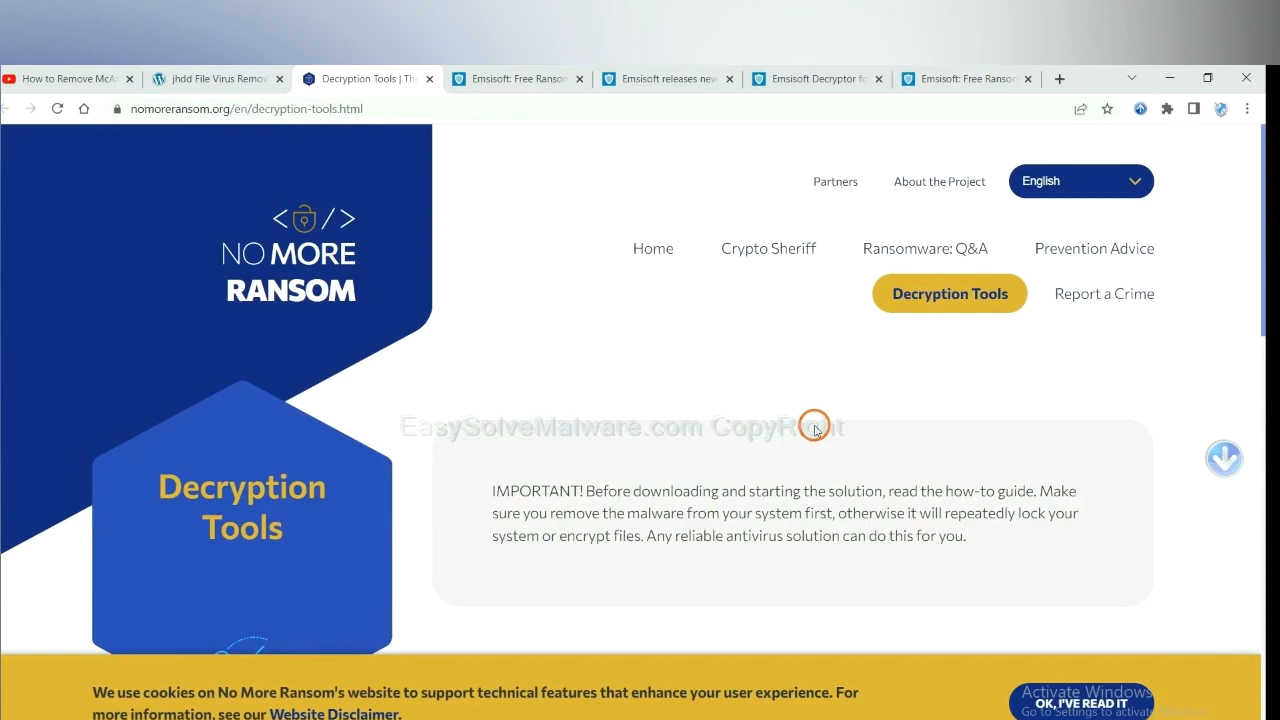 How to Remove McA
jhdd File Virus Remov
Decryption Tools | Th
Emsisoft: Free Ranson
Emsisoft releases new
Emsisoft Decryptor fo
Emsisoft: Free Ranson
nomoreransom.org/en/decryption-tools.html
Partners
About the Project
English
NO MORE
RANSOM
Home
Crypto Sheriff
Ransomware: Q&A
Prevention Advice
Decryption Tools
Report a Crime
EasySolveMalware.com CopyRight
Decryption
Tools
IMPORTANT! Before downloading and starting the solution, read the how-to guide. Make
sure you remove the malware from your system first, otherwise it will repeatedly lock your
system or encrypt files. Any reliable antivirus solution can do this for you.
We use cookies on No More Ransom's website to support technical features that enhance your user experience. For
more information, see our Website Disclaimer.
Activate Windows
OK, I'VE READ IT
Go to Settings to activate